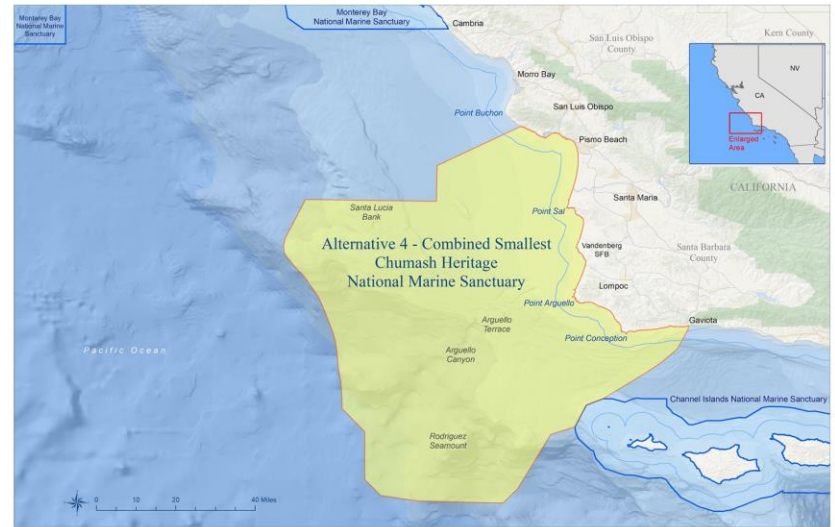 Monterey Bay
National Marine
Sanctuary
Monterey Bay
National Marine Sanctuary
Cambria
San Luis Obispo
County
Kern County
Morro Bay
San Luis Obispo
Point Buchon
Pismo Beach
NV
CA
Enlarged
Area
CALIFORNIA
Santa Lucia
Bank
Point Sal
Santa Maria
Alternative 4 - Combined Smallest
Chumash Heritage
National Marine Sanctuary
Vandenberg
SFB
Santa Barbara
County
Lompoc
Point Arguello
Arguello
Terrace
Gaviota
Point Conception
Pacific Ocean
Arguello
Canyon
Channel Islands National Marine Sanctuary
Rodriguez
Seamount
0 10 20 40 Miles